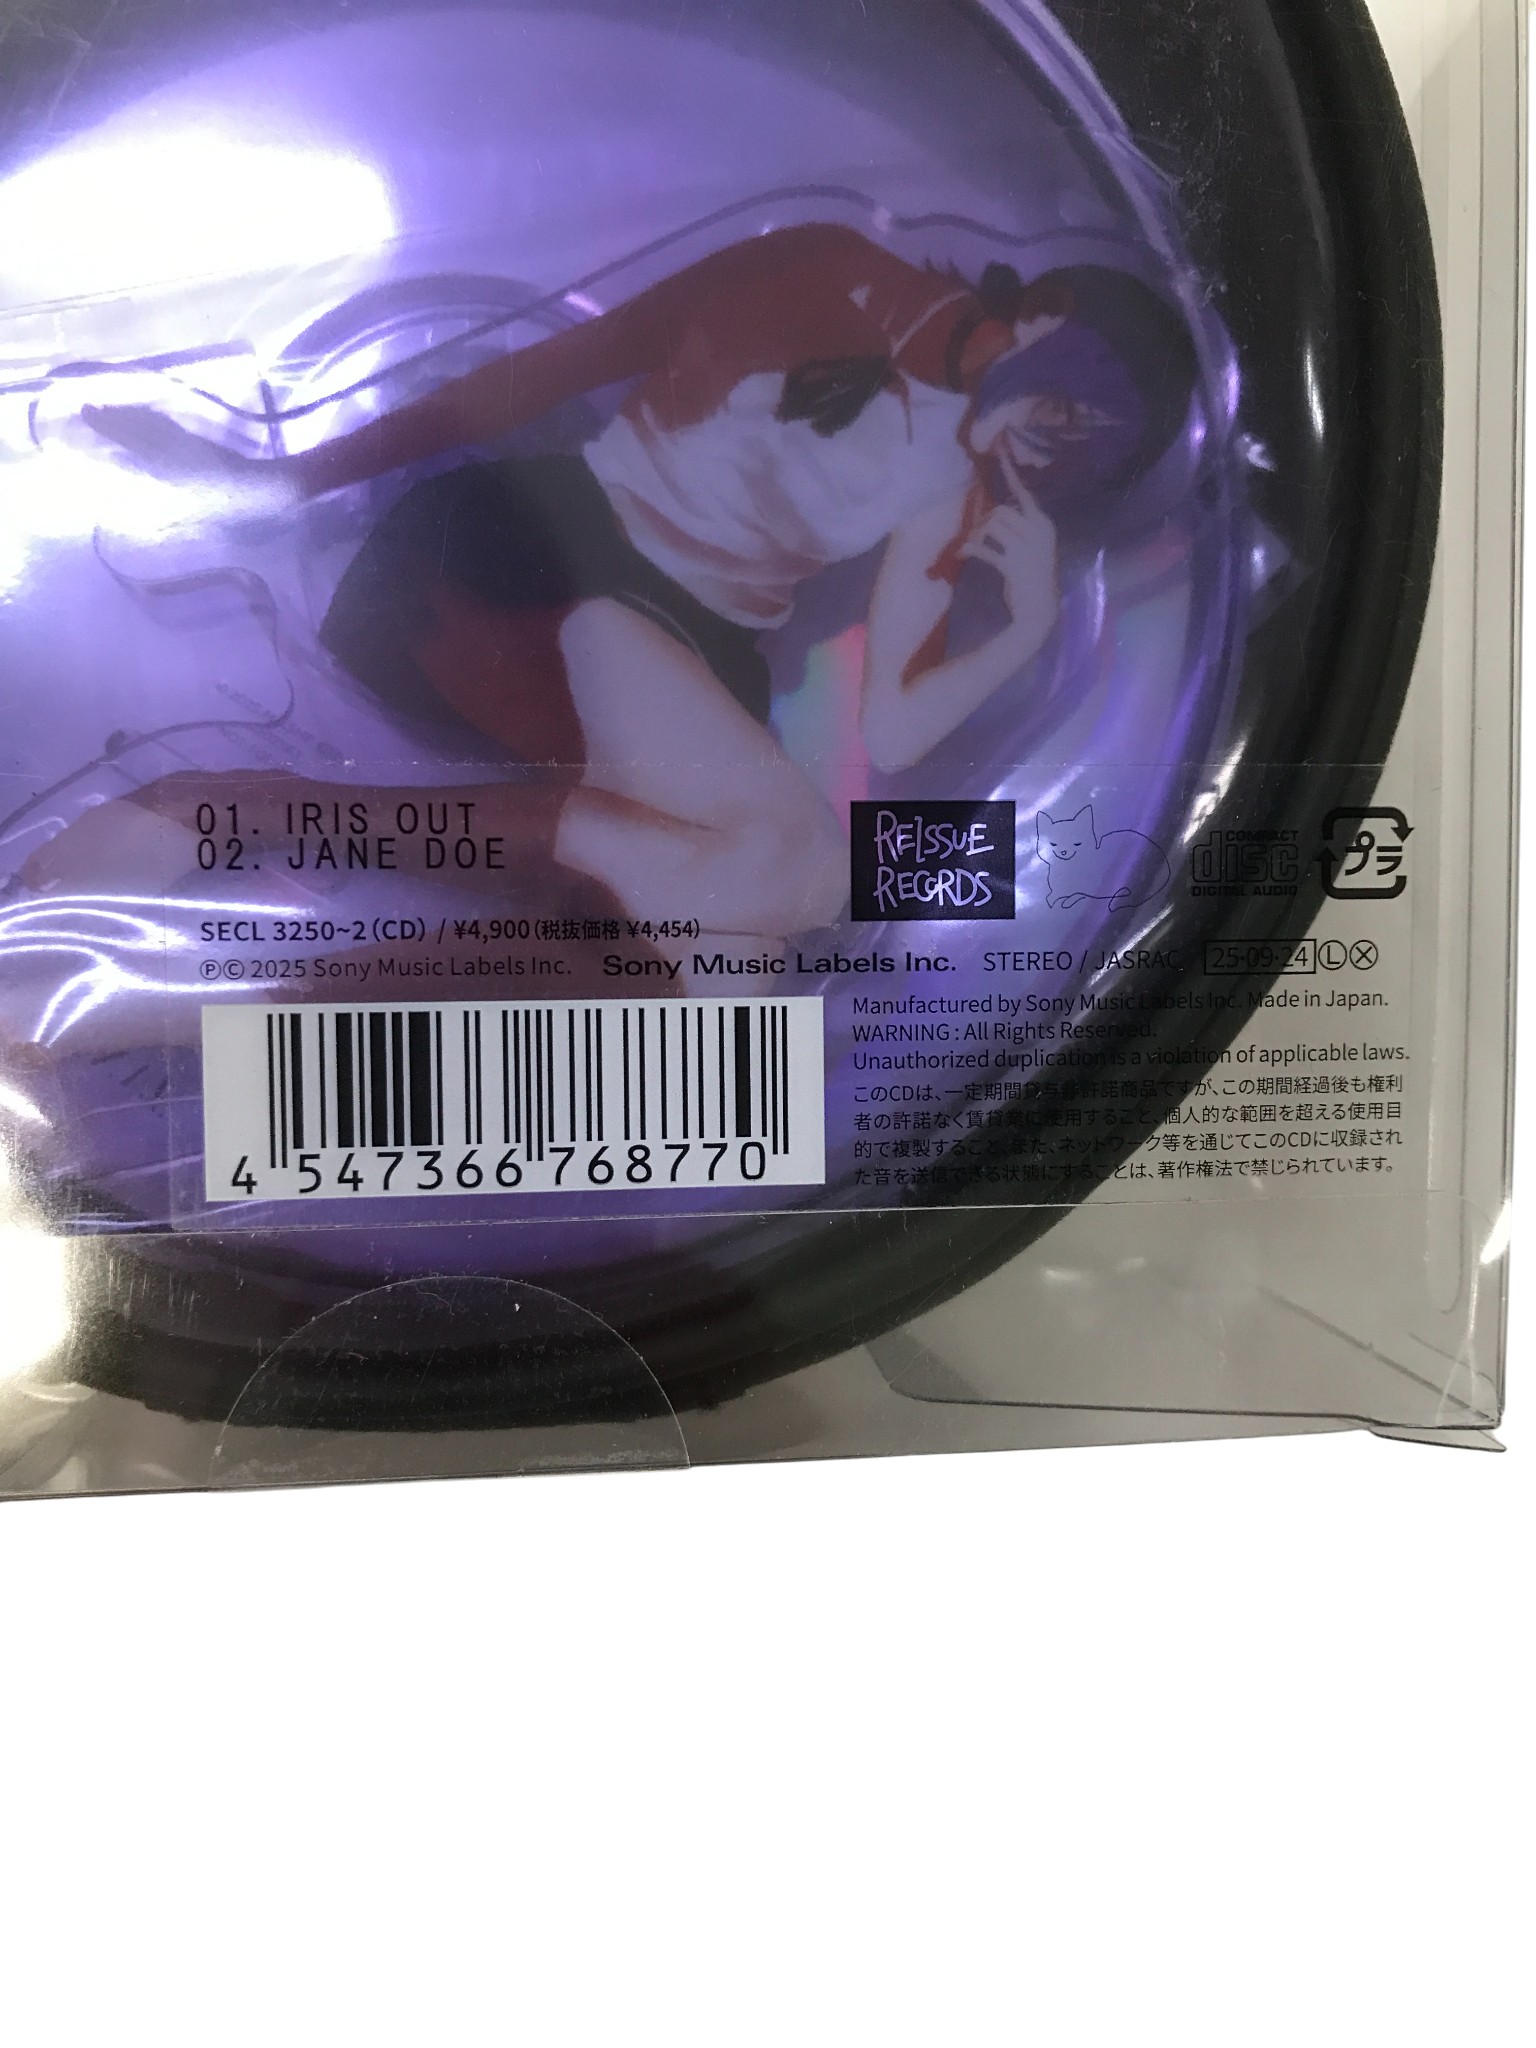 01. IRIS OUT
02. JANE DOE
SECL 3250~2(CD) / ¥4,900(税抜価格 ¥4,454)
Ⓟ© 2025 Sony Music Labels Inc. Sony Music Labels Inc. STEREO / JASRAC 25·09·24 Ⓛ Ⓧ
REISSUE
RECORDS
COMPACT
disc
DIGITAL AUDIO
プラ
4 547366 768770
Manufactured by Sony Music Labels Inc. Made in Japan.
WARNING : All Rights Reserved.
Unauthorized duplication is a violation of applicable laws.
このCDは、一定期間貸与非許諾商品ですが、この期間経過後も権利
者の許諾なく賃貸業に使用すること、個人的な範囲を超える使用目
的で複製すること、また、ネットワーク等を通じてこのCDに収録され
た音を送信できる状態にすることは、著作権法で禁じられています。